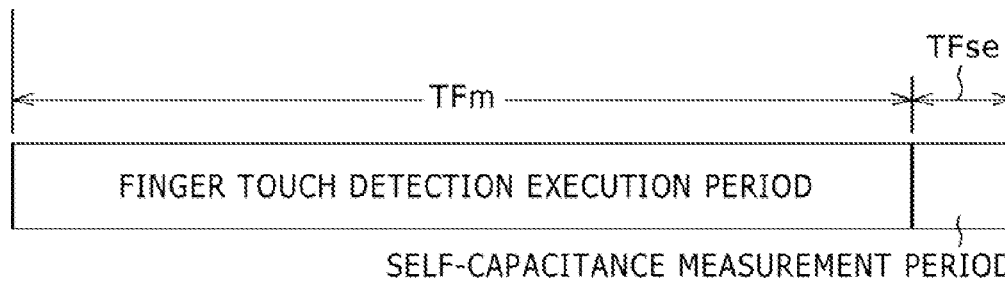 TFse
TFm
FINGER TOUCH DETECTION EXECUTION PERIOD
SELF-CAPACITANCE MEASUREMENT PERIOD